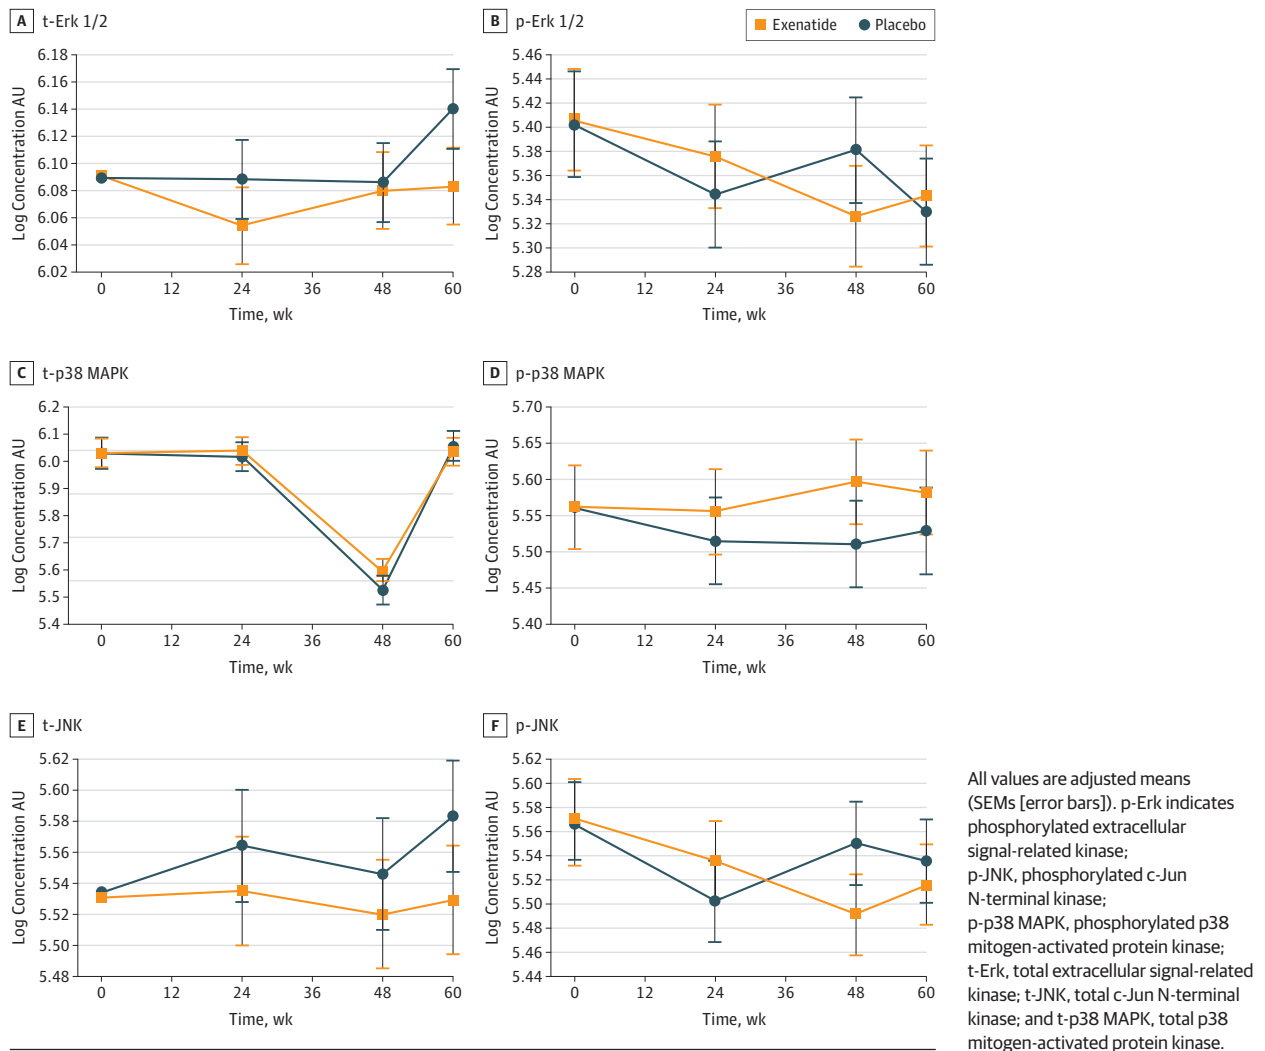 A t-Erk 1/2
Log Concentration AU
6.18
6.16
6.14
6.12
6.10
6.08
6.06
6.04
6.02
0 12 24 36 48 60
Time, wk
B p-Erk 1/2
Exenatide Placebo
Log Concentration AU
5.46
5.44
5.42
5.40
5.38
5.36
5.34
5.32
5.30
5.28
0 12 24 36 48 60
Time, wk
C t-p38 MAPK
Log Concentration AU
6.2
6.1
6.0
5.9
5.8
5.7
5.6
5.5
5.4
0 12 24 36 48 60
Time, wk
D p-p38 MAPK
Log Concentration AU
5.70
5.65
5.60
5.55
5.50
5.45
5.40
0 12 24 36 48 60
Time, wk
E t-JNK
Log Concentration AU
5.62
5.60
5.58
5.56
5.54
5.52
5.50
5.48
0 12 24 36 48 60
Time, wk
F p-JNK
Log Concentration AU
5.62
5.60
5.58
5.56
5.54
5.52
5.50
5.48
5.46
5.44
0 12 24 36 48 60
Time, wk
All values are adjusted means
(SEMs [error bars]). p-Erk indicates
phosphorylated extracellular
signal-related kinase;
p-JNK, phosphorylated c-Jun
N-terminal kinase;
p-p38 MAPK, phosphorylated p38
mitogen-activated protein kinase;
t-Erk, total extracellular signal-related
kinase; t-JNK, total c-Jun N-terminal
kinase; and t-p38 MAPK, total p38
mitogen-activated protein kinase.